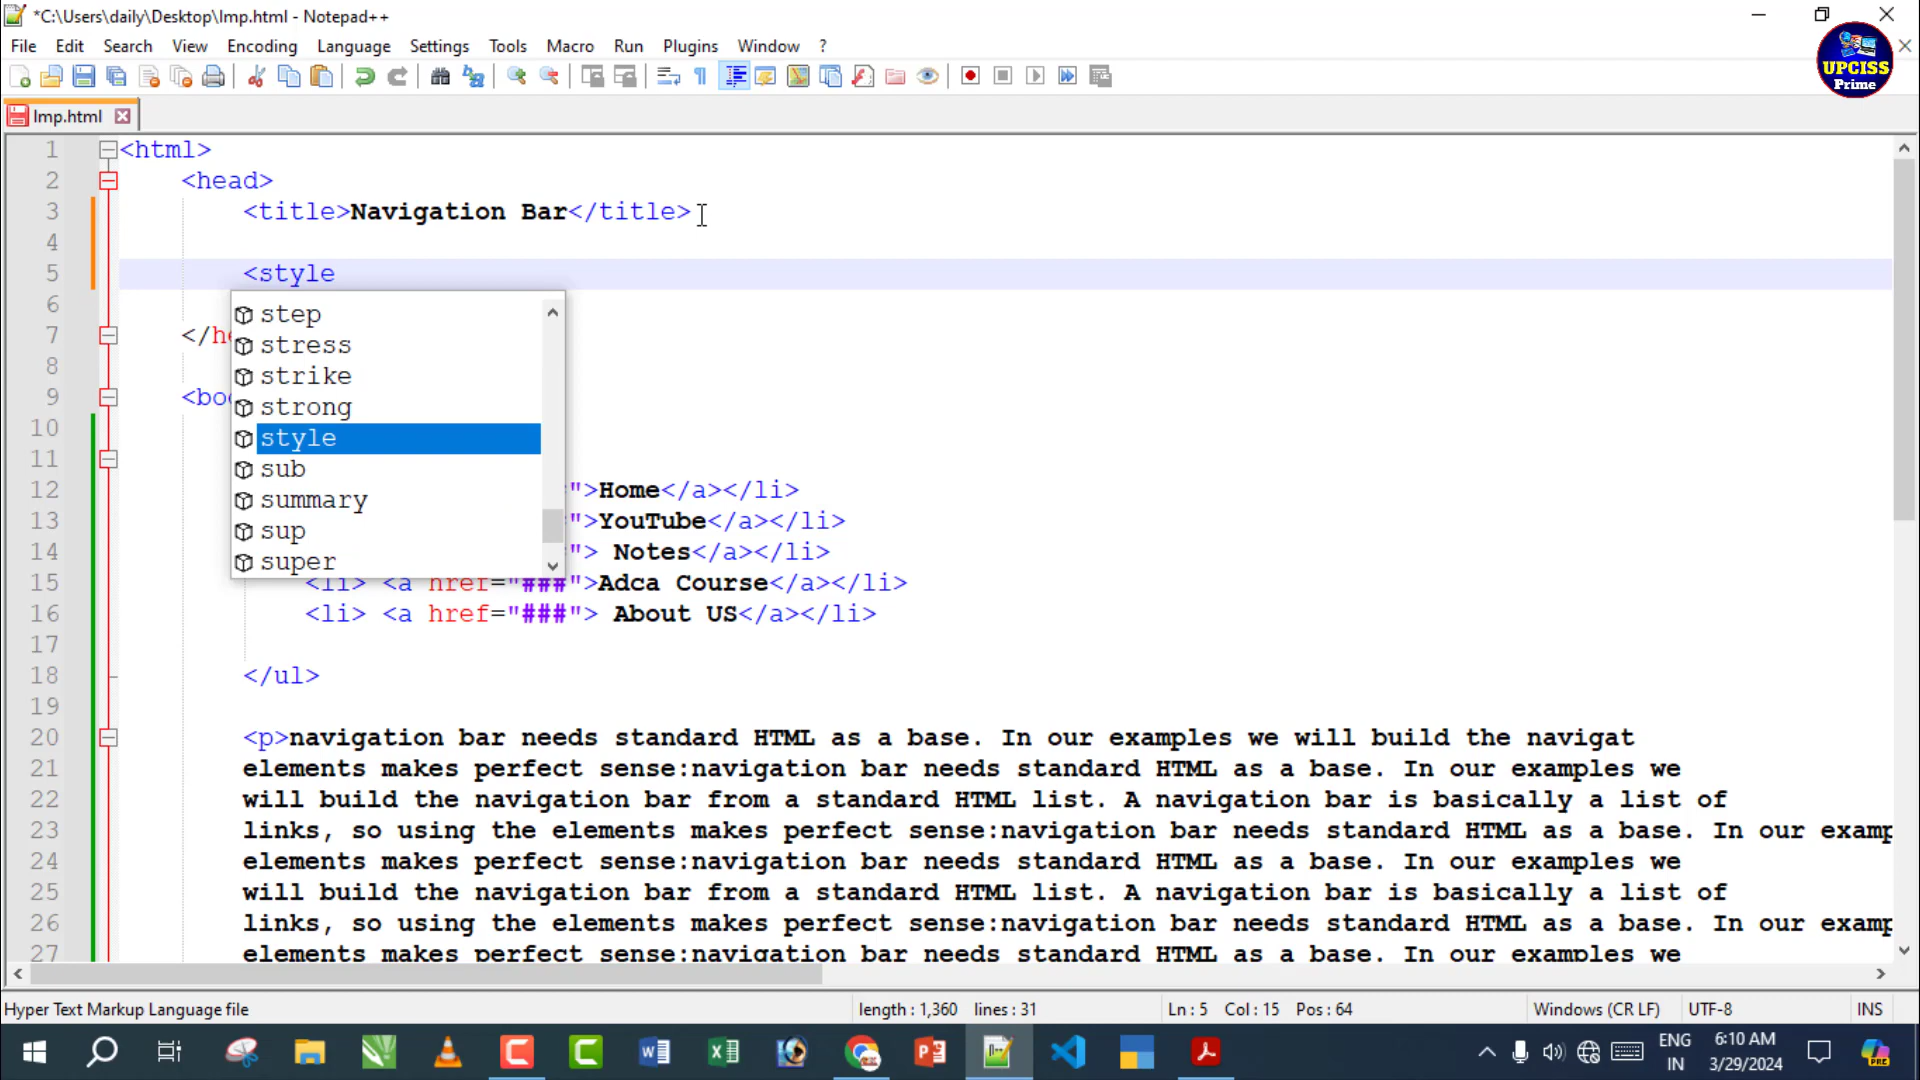 *C:\Users\daily\Desktop\Imp.html - Notepad++
File Edit Search View Encoding Language Settings Tools Macro Run Plugins Window ?
UPCISS
Prime
Imp.html
1 <html>
2 <head>
3 <title>Navigation Bar</title>
4
5 <style
6
7 </he
8
9 <bo
10
11
12 ">Home</a></li>
13 ">YouTube</a></li>
14 "> Notes</a></li>
15 <li> <a href="###">Adca Course</a></li>
16 <li> <a href="###"> About US</a></li>
17
18 </ul>
19
20 <p>navigation bar needs standard HTML as a base. In our examples we will build the navigat
21 elements makes perfect sense:navigation bar needs standard HTML as a base. In our examples we
22 will build the navigation bar from a standard HTML list. A navigation bar is basically a list of
23 links, so using the elements makes perfect sense:navigation bar needs standard HTML as a base. In our examp
24 elements makes perfect sense:navigation bar needs standard HTML as a base. In our examples we
25 will build the navigation bar from a standard HTML list. A navigation bar is basically a list of
26 links, so using the elements makes perfect sense:navigation bar needs standard HTML as a base. In our examp
27 elements makes perfect sense:navigation bar needs standard HTML as a base. In our examples we
step
stress
strike
strong
style
sub
summary
sup
super
Hyper Text Markup Language file length : 1,360 lines : 31 Ln : 5 Col : 15 Pos : 64 Windows (CR LF) UTF-8 INS
ENG
IN
6:10 AM
3/29/2024